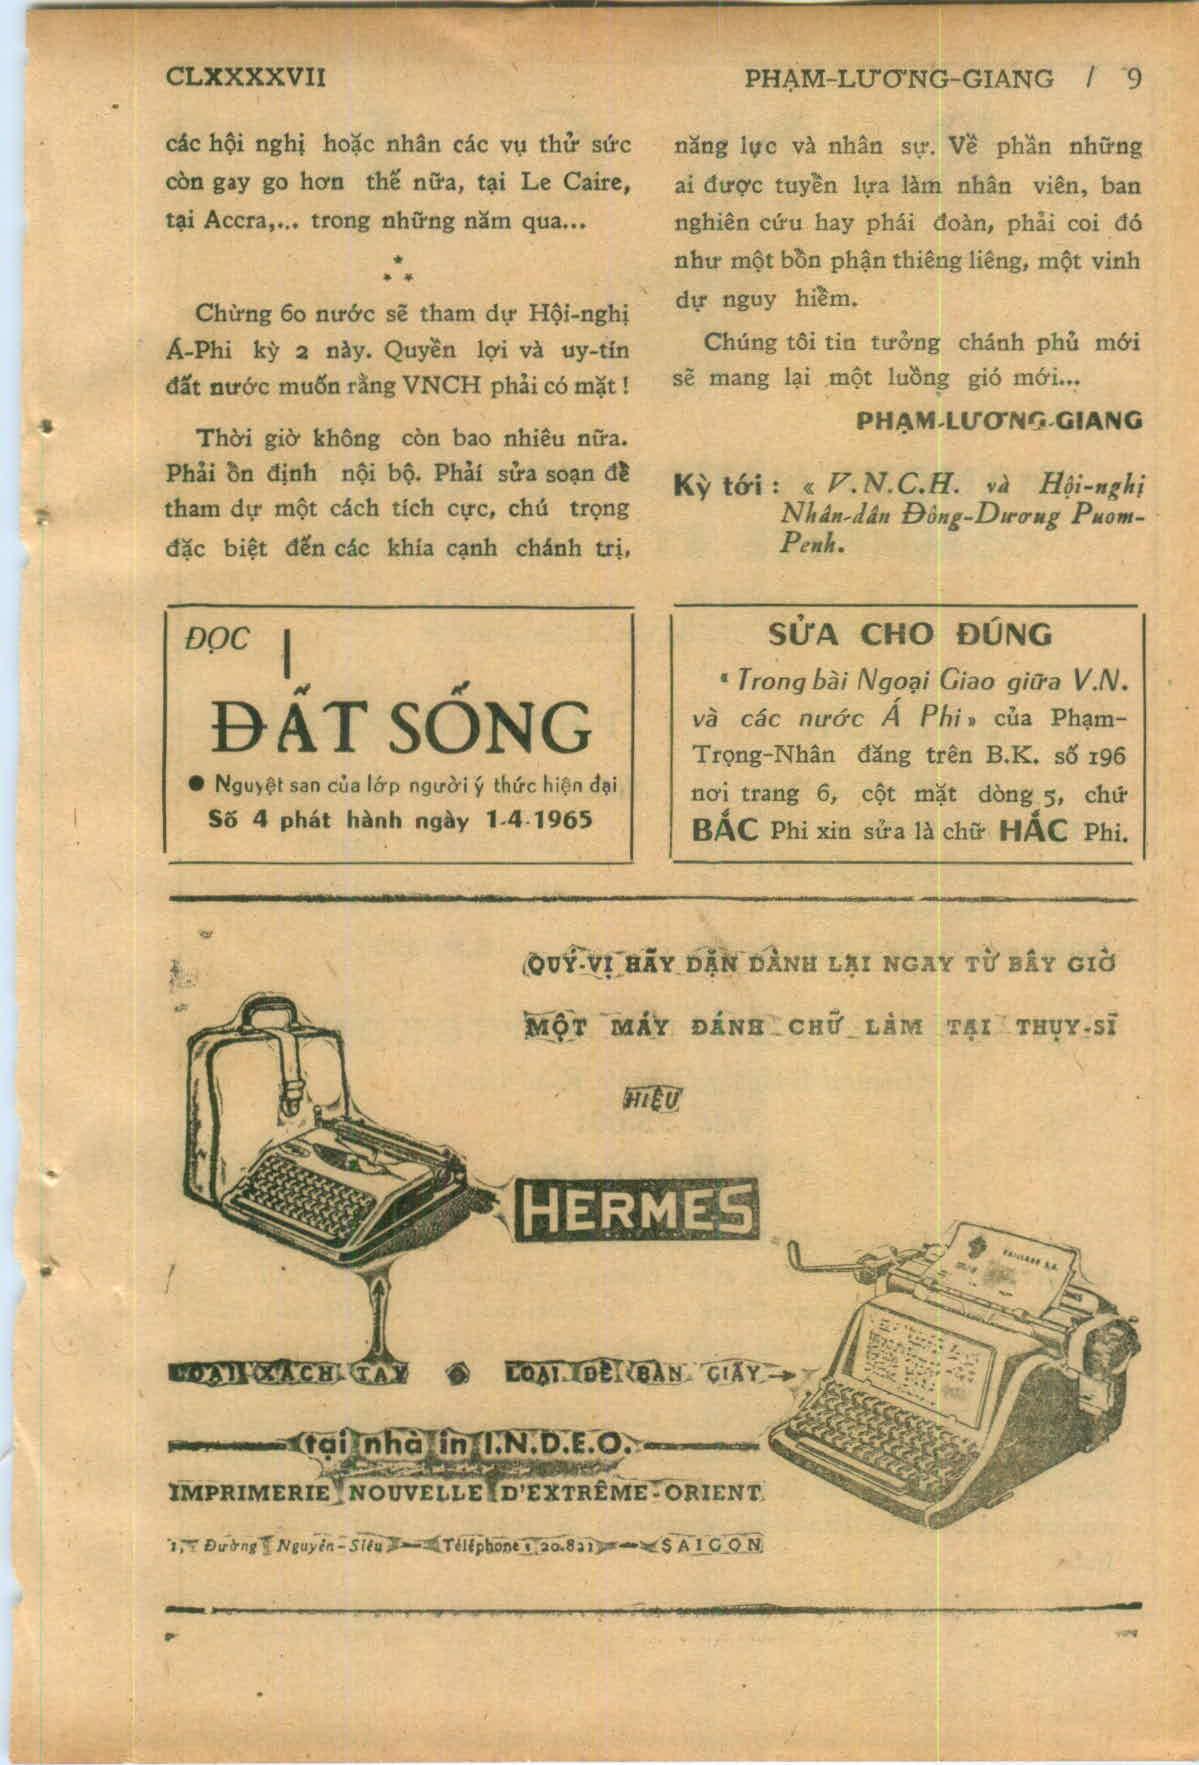 CLXXXXVII
PHẠM-LƯƠNG-GIANG / 9
các hội nghị hoặc nhân các vụ thử sức
còn gay go hơn thế nữa, tại Le Caire,
tại Accra,... trong những năm qua...
* * *
Chừng 60 nước sẽ tham dự Hội-nghị
Á-Phi kỳ 2 này. Quyền lợi và uy-tín
đất nước muốn rằng VNCH phải có mặt !
Thời giờ không còn bao nhiêu nữa.
Phải ổn định nội bộ. Phải sửa soạn để
tham dự một cách tích cực, chú trọng
đặc biệt đến các khía cạnh chánh trị,
năng lực và nhân sự. Về phần những
ai được tuyển lựa làm nhân viên, ban
nghiên cứu hay phái đoàn, phải coi đó
như một bổn phận thiêng liêng, một vinh
dự nguy hiểm.
Chúng tôi tin tưởng chánh phủ mới
sẽ mang lại một luồng gió mới...
PHẠM-LƯƠNG-GIANG
Kỳ tới : « V.N.C.H. và Hội-nghị
Nhân-dân Đông-Dương Puom-
Penh.
ĐỌC
ĐẤT SỐNG
● Nguyệt san của lớp người ý thức hiện đại
Số 4 phát hành ngày 1-4-1965
SỬA CHO ĐÚNG
« Trong bài Ngoại Giao giữa V.N.
và các nước Á Phi » của Phạm-
Trọng-Nhân đăng trên B.K. số 196
nơi trang 6, cột mặt dòng 5, chữ
BẮC Phi xin sửa là chữ HẮC Phi.
QUÝ-VỊ HÃY DẶN DÀNH LẠI NGAY TỪ BÂY GIỜ
MỘT MÁY ĐÁNH CHỮ LÀM TẠI THỤY-SĨ
HIỆU
HERMES
LOẠI XÁCH TAY ● LOẠI ĐỂ BÀN GIẤY
tại nhà in I.N.D.E.O.
IMPRIMERIE NOUVELLE D'EXTRÊME-ORIENT
1, Đường Nguyễn-Siêu Téléphone : 20.821 SAIGON